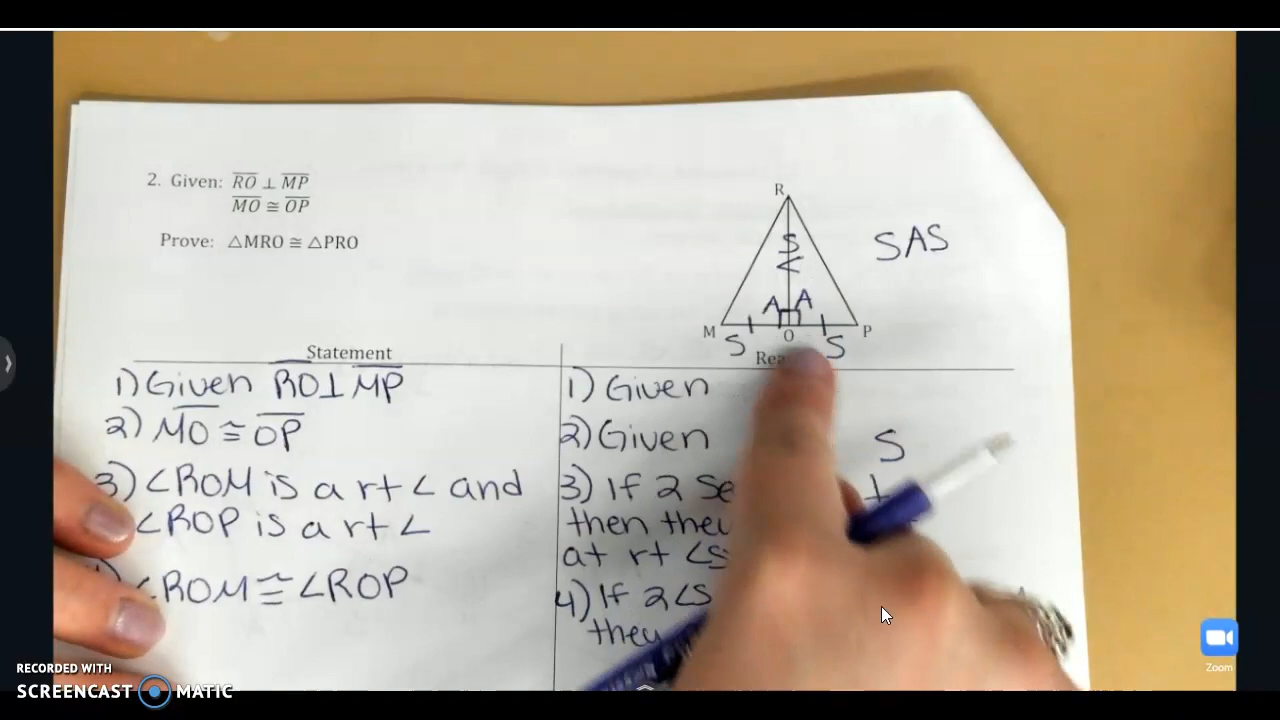 2. Given: RO ⊥ MP
MO ≅ OP
Prove: △MRO ≅ △PRO
R
S
SAS
A A
M O P
S S
Statement
1) Given RO ⊥ MP
1) Given
2) MO ≅ OP
2) Given
S
3) ∠ROM is a rt ∠ and
∠ROP is a rt ∠
3) If 2
then they
at rt ∠s
∠ROM ≅ ∠ROP
4) If 2 ∠s
they
Zoom
RECORDED WITH
SCREENCAST MATIC